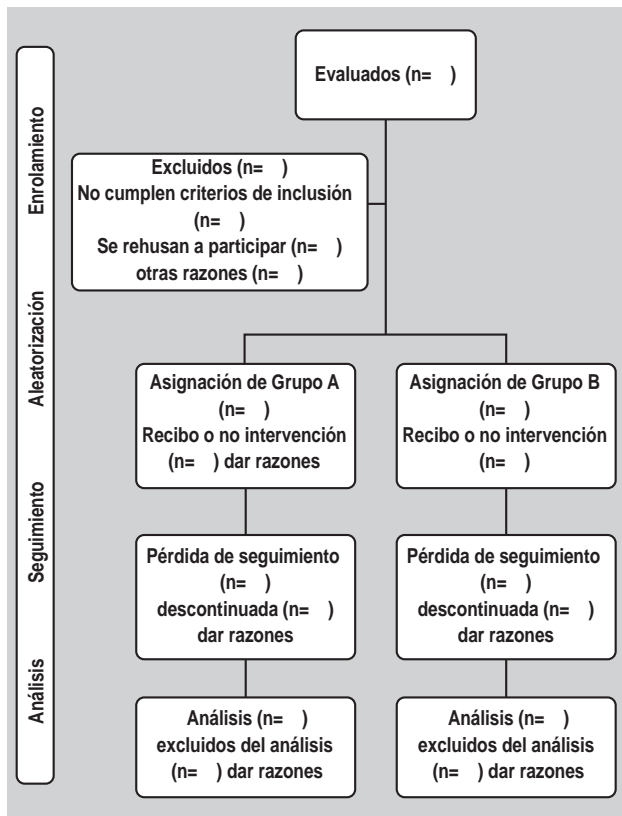 Evaluados (n= )
Enrolamiento
Excluidos (n= )
No cumplen criterios de inclusión
(n= )
Se rehusan a participar (n= )
otras razones (n= )
Aleatorización
Asignación de Grupo A
(n= )
Recibo o no intervención
(n= ) dar razones
Asignación de Grupo B
(n= )
Recibo o no intervención
(n= )
Seguimiento
Pérdida de seguimiento
(n= )
descontinuada (n= )
dar razones
Pérdida de seguimiento
(n= )
descontinuada (n= )
dar razones
Análisis
Análisis (n= )
excluidos del análisis
(n= ) dar razones
Análisis (n= )
excluidos del análisis
(n= ) dar razones